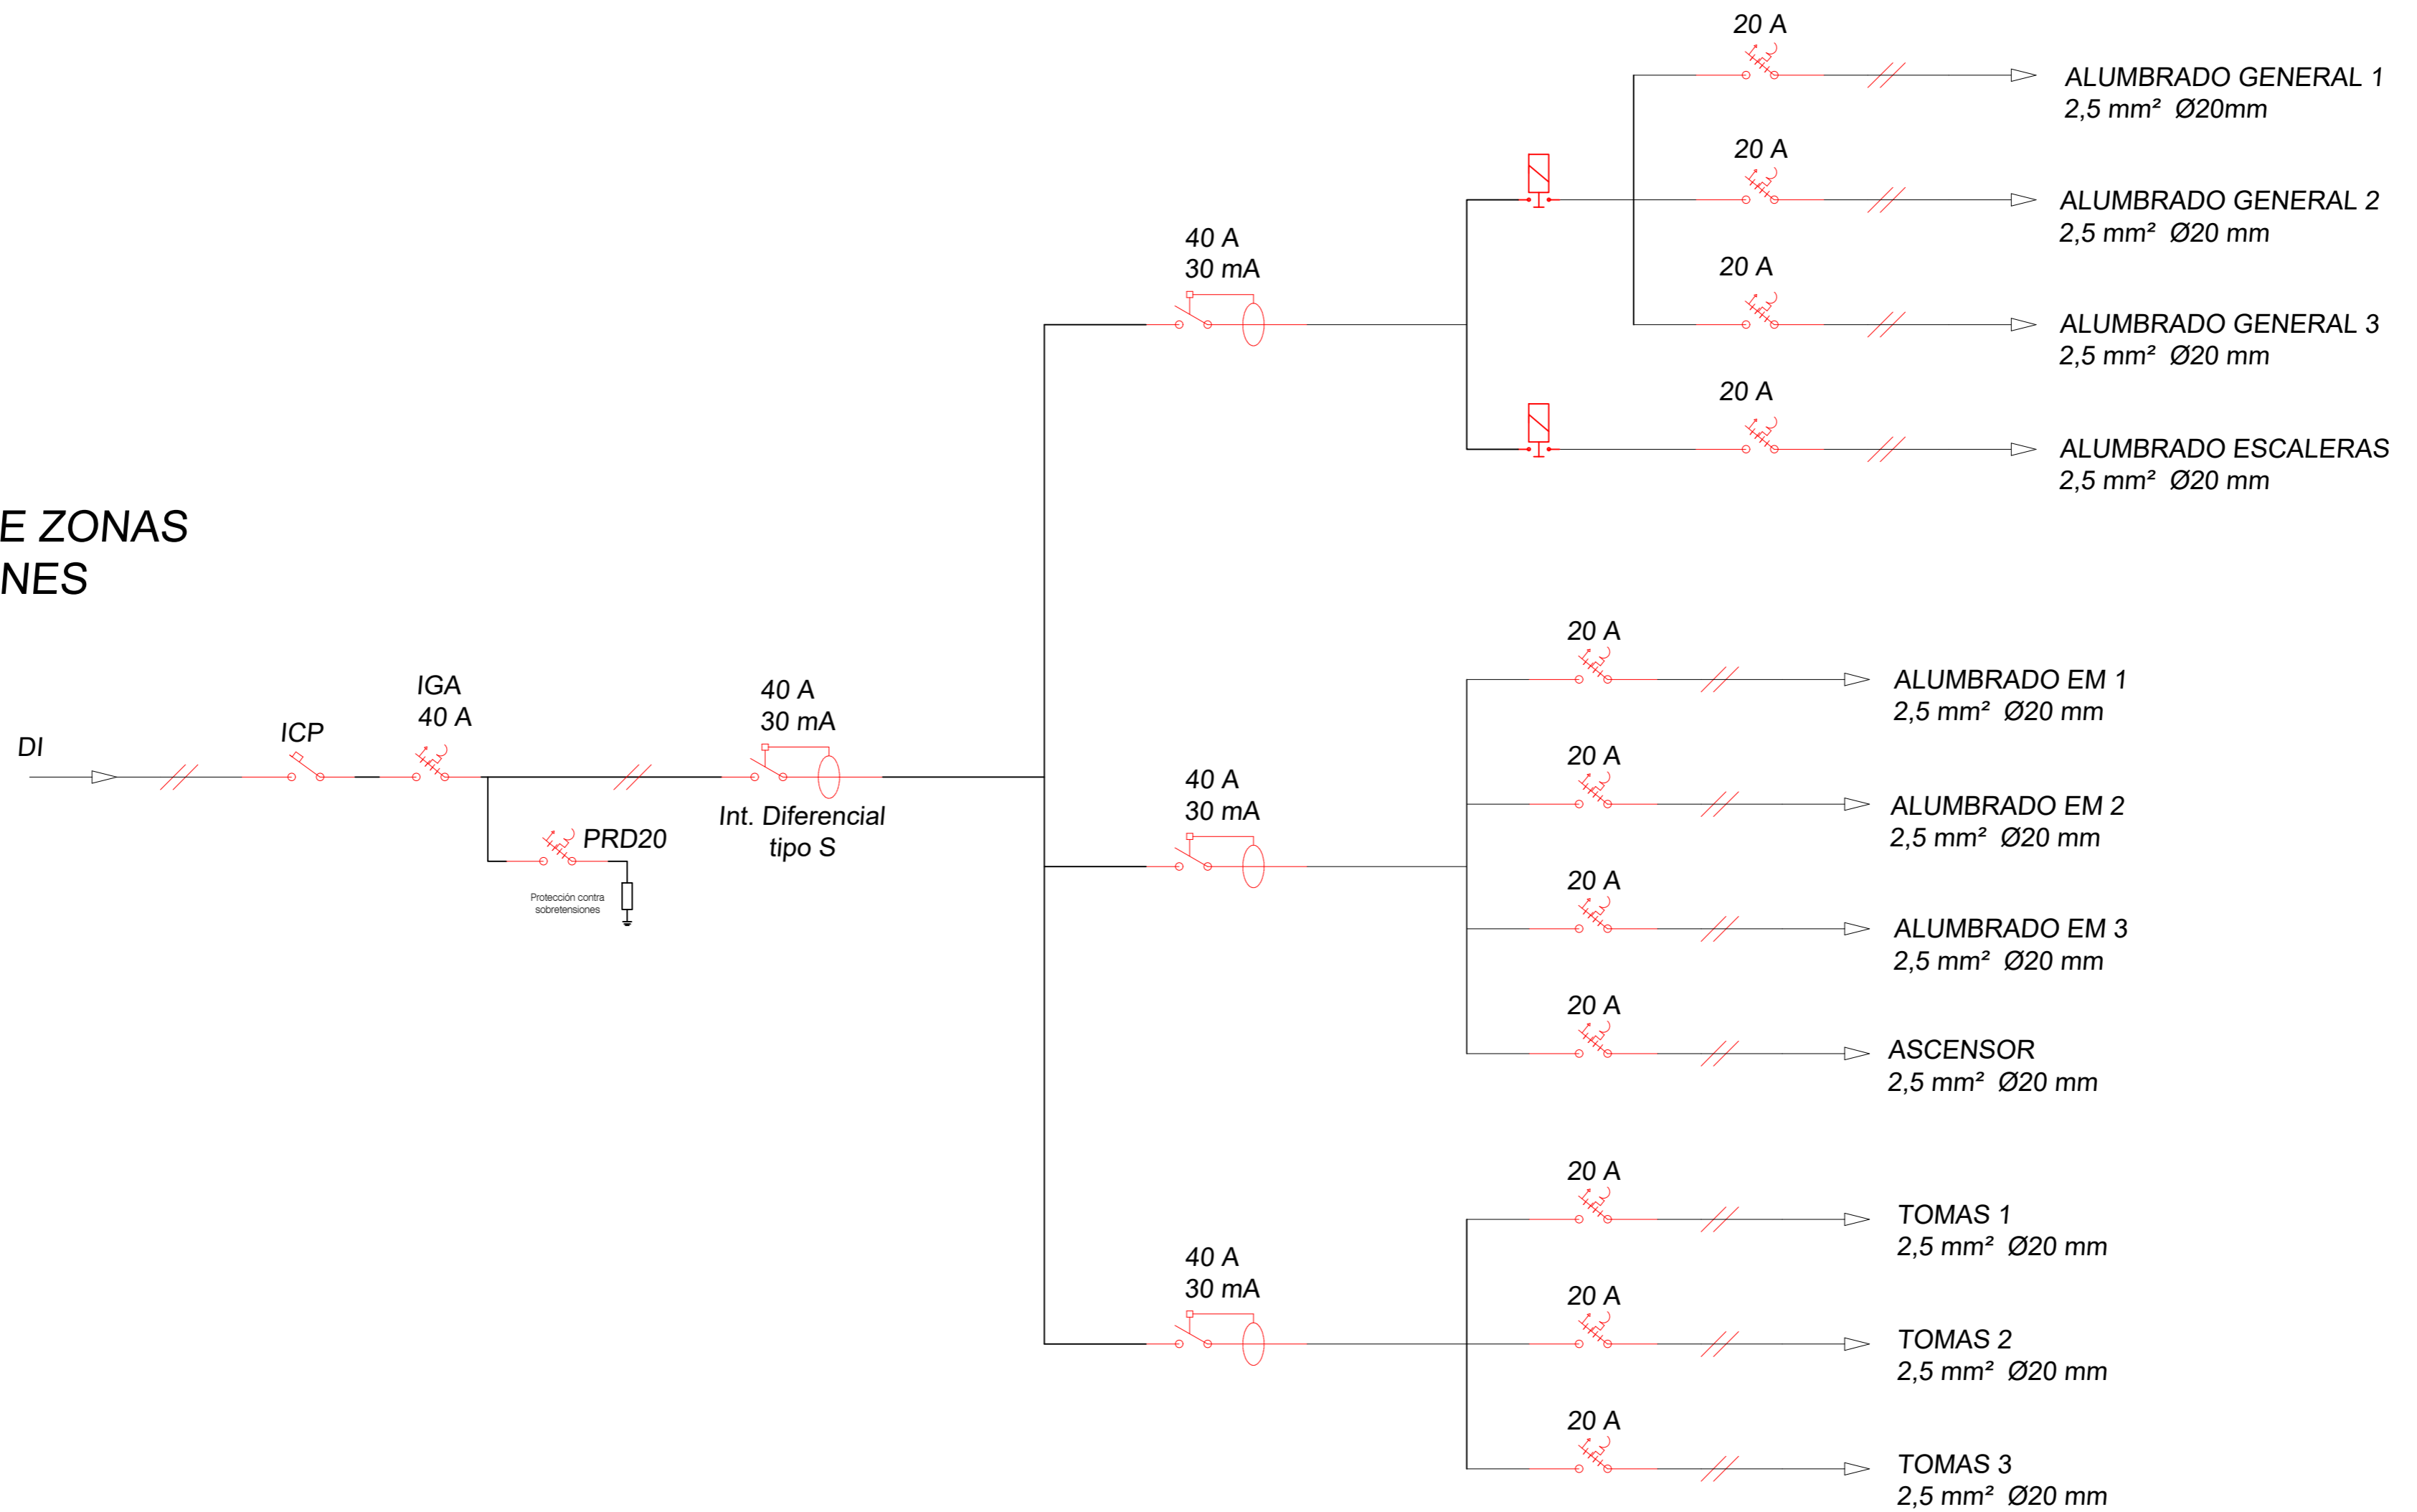 E ZONAS
NES
DI
ICP
IGA
40 A
PRD20
Protección contra
sobretensiones
40 A
30 mA
Int. Diferencial
tipo S
40 A
30 mA
20 A
ALUMBRADO GENERAL 1
2,5 mm² Ø20mm
20 A
ALUMBRADO GENERAL 2
2,5 mm² Ø20 mm
20 A
ALUMBRADO GENERAL 3
2,5 mm² Ø20 mm
20 A
ALUMBRADO ESCALERAS
2,5 mm² Ø20 mm
40 A
30 mA
20 A
ALUMBRADO EM 1
2,5 mm² Ø20 mm
20 A
ALUMBRADO EM 2
2,5 mm² Ø20 mm
20 A
ALUMBRADO EM 3
2,5 mm² Ø20 mm
20 A
ASCENSOR
2,5 mm² Ø20 mm
40 A
30 mA
20 A
TOMAS 1
2,5 mm² Ø20 mm
20 A
TOMAS 2
2,5 mm² Ø20 mm
20 A
TOMAS 3
2,5 mm² Ø20 mm